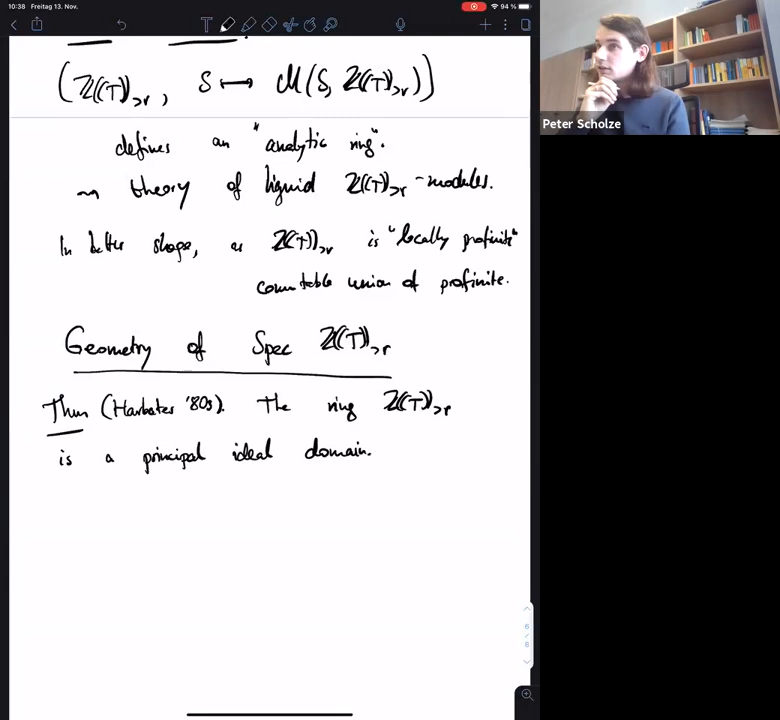 10:38 Freitag 13. Nov. 94 %
(ℤ((T))>r, S ↦ M(S, ℤ((T))>r))
defines an "analytic ring".
⇝ theory of liquid ℤ((T))>r-modules.
In better shape, as ℤ((T))>r is "locally profinite"
countable union of profinite.
Geometry of Spec ℤ((T))>r
Thm (Harbater '80s). The ring ℤ((T))>r
is a principal ideal domain.
6 / 6
Peter Scholze